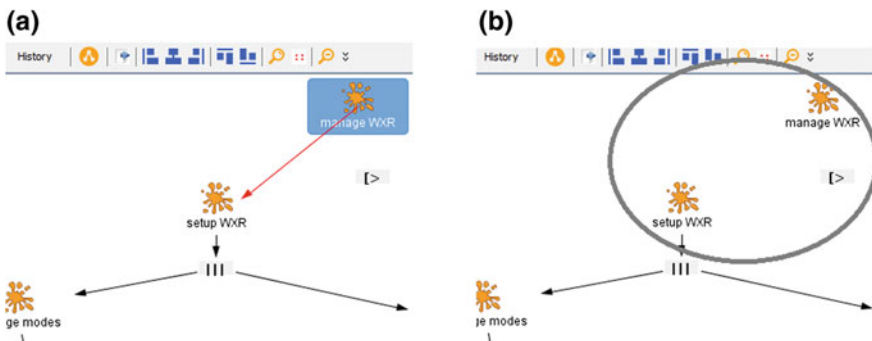 (a)
History
manage WXR
[>
setup WXR
|||
ge modes
(b)
History
manage WXR
[>
setup WXR
|||
ge modes